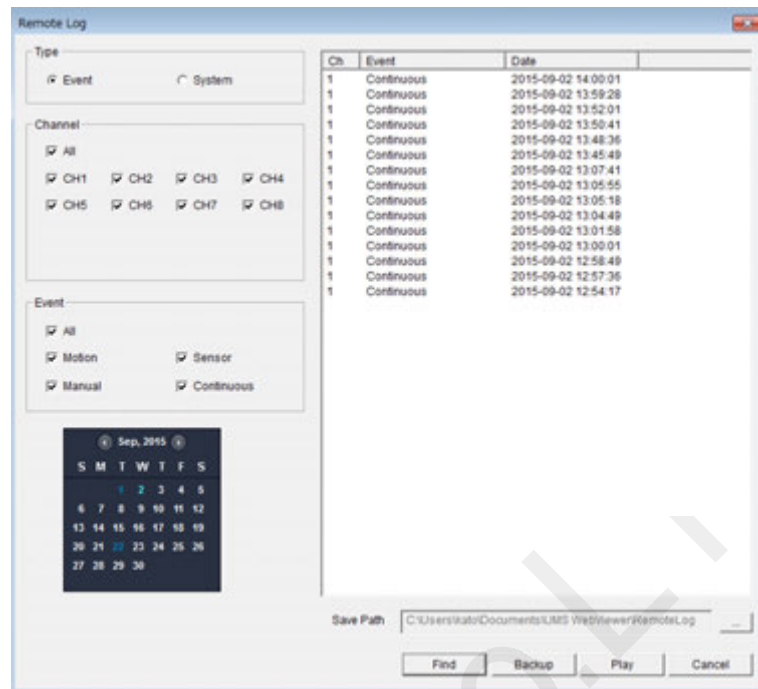 Remote Log
Type
Event
System
Channel
All
CH1 CH2 CH3 CH4
CH5 CH6 CH7 CH8
Event
All
Motion Sensor
Manual Continuous
Sep, 2015
S M T W T F S
1 2 3 4 5
6 7 8 9 10 11 12
13 14 15 16 17 18 19
20 21 22 23 24 25 26
27 28 29 30
Ch Event Date
1 Continuous 2015-09-02 14:00:01
1 Continuous 2015-09-02 13:59:28
1 Continuous 2015-09-02 13:52:01
1 Continuous 2015-09-02 13:50:41
1 Continuous 2015-09-02 13:48:36
1 Continuous 2015-09-02 13:45:49
1 Continuous 2015-09-02 13:07:41
1 Continuous 2015-09-02 13:05:55
1 Continuous 2015-09-02 13:05:18
1 Continuous 2015-09-02 13:04:49
1 Continuous 2015-09-02 13:01:58
1 Continuous 2015-09-02 13:00:01
1 Continuous 2015-09-02 12:58:49
1 Continuous 2015-09-02 12:57:36
1 Continuous 2015-09-02 12:54:17
Save Path C:\Users\kato\Documents\UMS WebViewer\RemoteLog ...
Find Backup Play Cancel